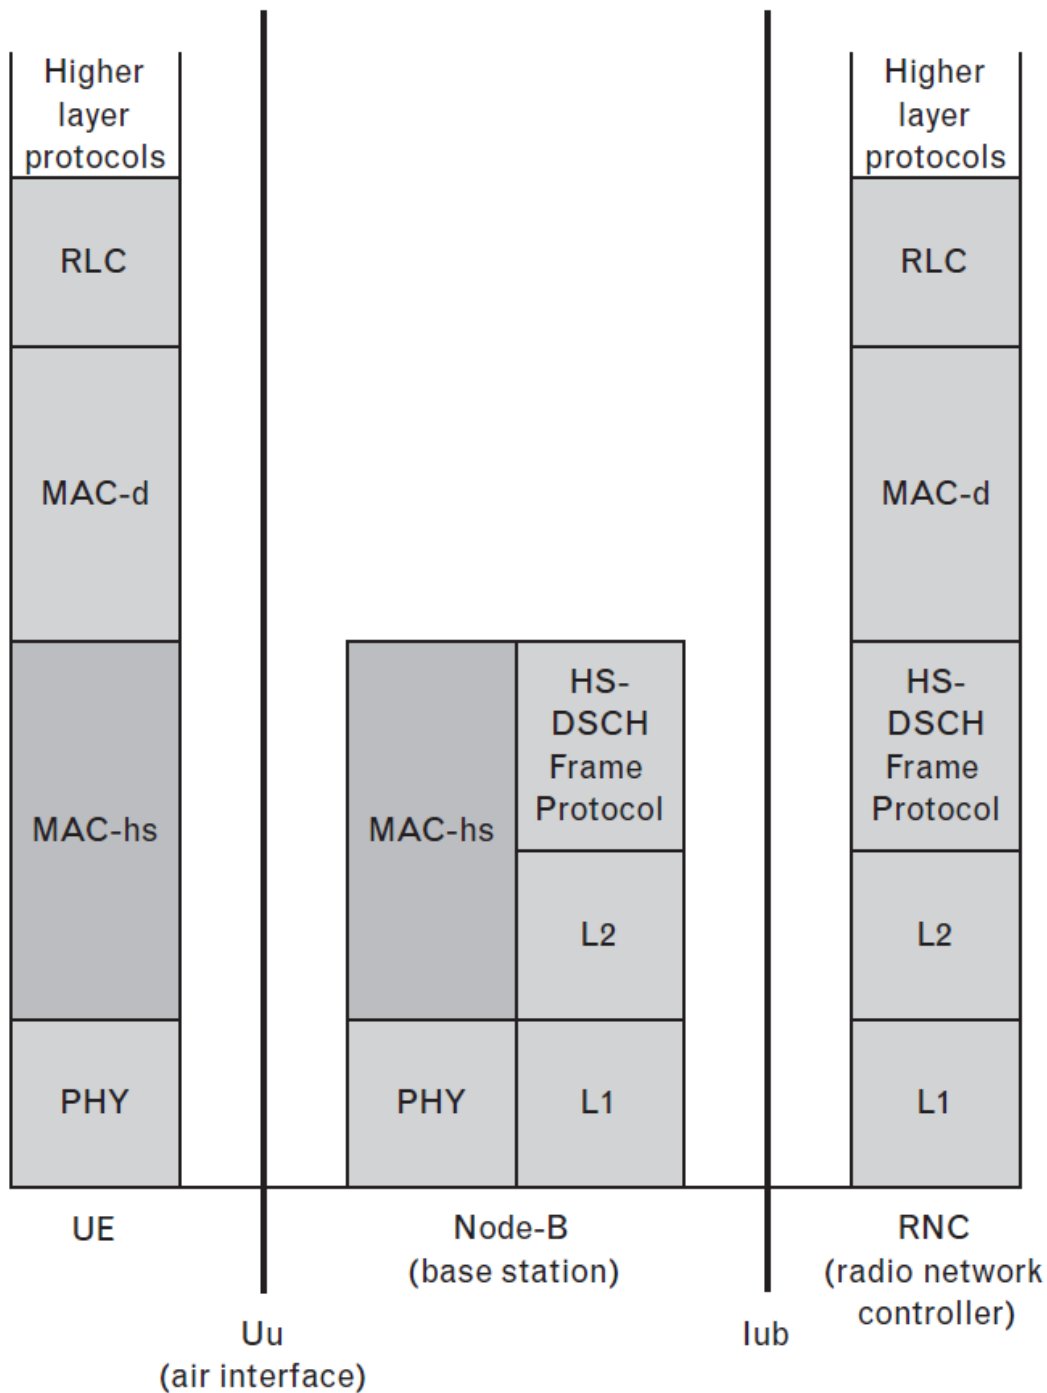 Higher
layer
protocols
RLC
MAC-d
MAC-hs
PHY
UE
Uu
(air interface)
MAC-hs
PHY
HS-
DSCH
Frame
Protocol
L2
L1
Node-B
(base station)
Iub
Higher
layer
protocols
RLC
MAC-d
HS-
DSCH
Frame
Protocol
L2
L1
RNC
(radio network
controller)